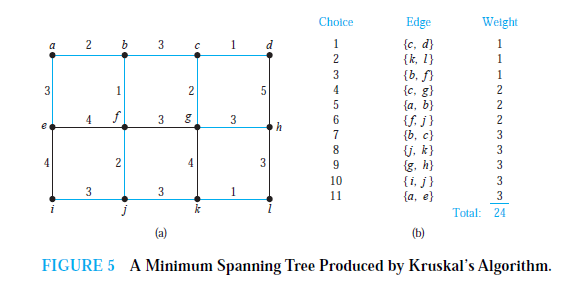 a 2 b 3 c 1 d
3 1 2 5
e 4 f 3 g 3 h
4 2 4 3
3 3 1
i j k l
(a)
Choice Edge Weight
1 {c, d} 1
2 {k, l} 1
3 {b, f} 1
4 {c, g} 2
5 {a, b} 2
6 {f, j} 2
7 {b, c} 3
8 {j, k} 3
9 {g, h} 3
10 {i, j} 3
11 {a, e} 3
Total: 24
(b)
FIGURE 5 A Minimum Spanning Tree Produced by Kruskal's Algorithm.